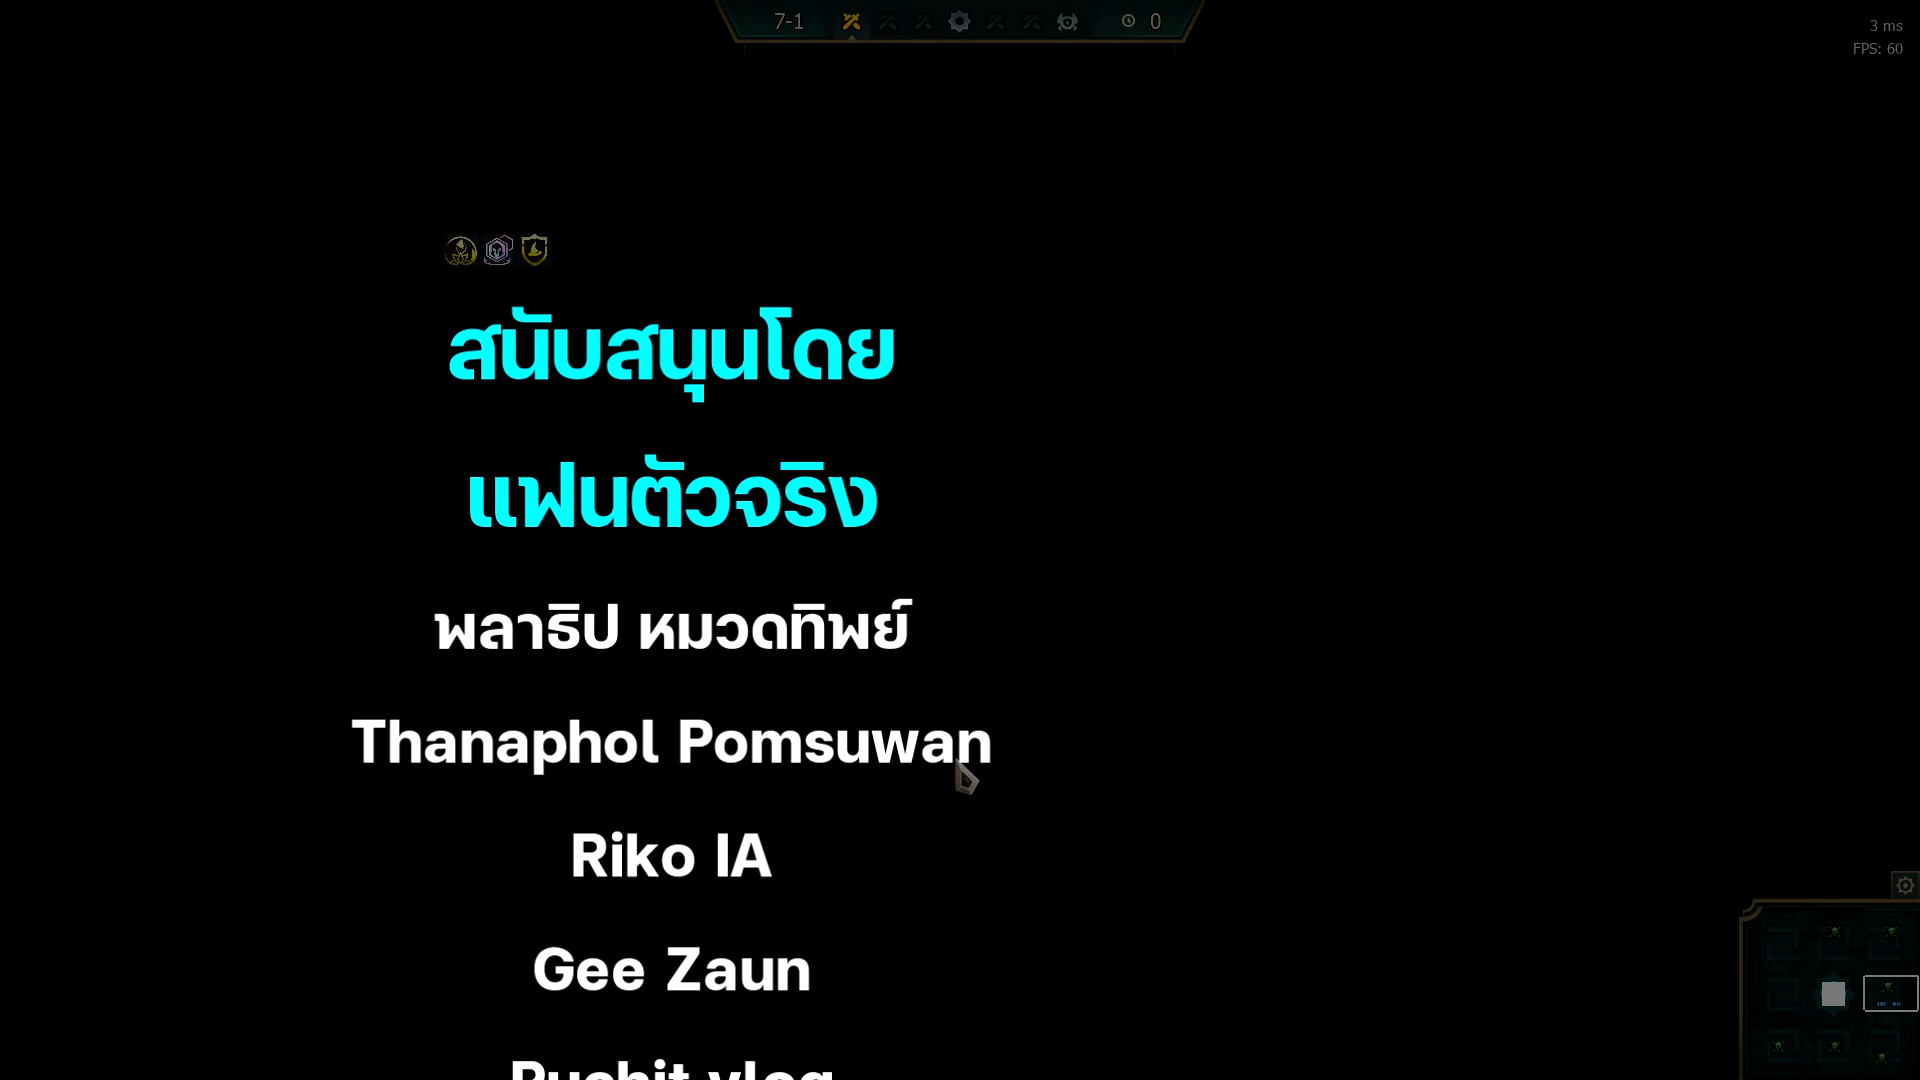 7-1
0
3 ms
FPS: 60
สนับสนุนโดย
แฟนตัวจริง
พลาธิป หมวดทิพย์
Thanaphol Pomsuwan
Riko IA
Gee Zaun